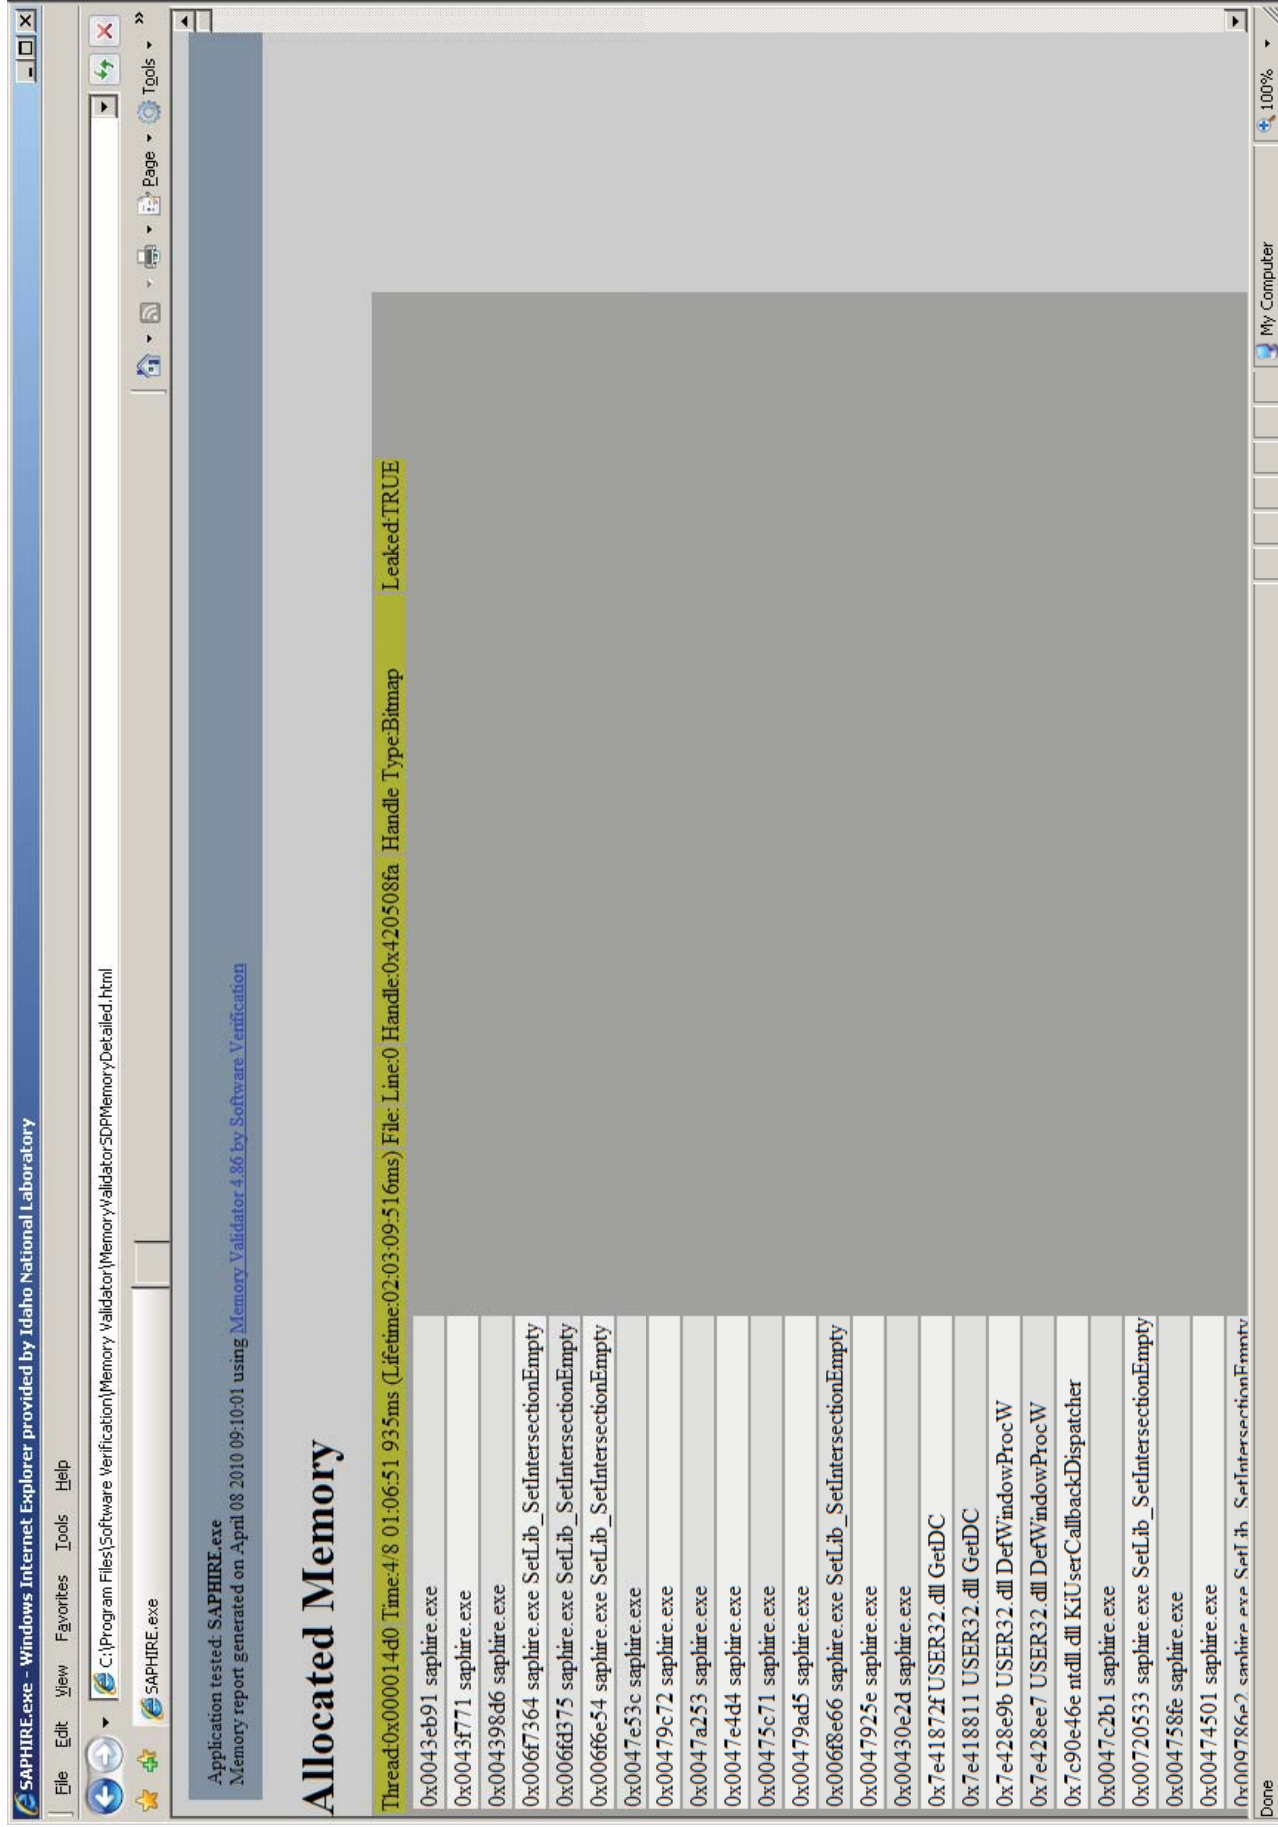 SAPHIRE.exe - Windows Internet Explorer provided by Idaho National Laboratory
File Edit View Favorites Tools Help
C:\Program Files\Software Verification\Memory Validator\MemoryValidatorSDPMemoryDetailed.html
SAPHIRE.exe
Page Tools »
Application tested: SAPHIRE.exe
Memory report generated on April 08 2010 09:10:01 using Memory Validator 4.86 by Software Verification
Allocated Memory
Thread:0x000014d0 Time:4/8 01:06:51 935ms (Lifetime:02:03:09:516ms) File: Line:0 Handle:0x420508fa Handle Type:Bitmap Leaked:TRUE
0x0043eb91 saphire.exe
0x0043f771 saphire.exe
0x004398d6 saphire.exe
0x006f7364 saphire.exe SetLib_SetIntersectionEmpty
0x006fd375 saphire.exe SetLib_SetIntersectionEmpty
0x006f6e54 saphire.exe SetLib_SetIntersectionEmpty
0x0047e53c saphire.exe
0x00479c72 saphire.exe
0x0047a253 saphire.exe
0x0047e4d4 saphire.exe
0x00475c71 saphire.exe
0x00479ad5 saphire.exe
0x006f8e66 saphire.exe SetLib_SetIntersectionEmpty
0x0047925e saphire.exe
0x00430e2d saphire.exe
0x7e41872f USER32.dll GetDC
0x7e418811 USER32.dll GetDC
0x7e428e9b USER32.dll DefWindowProcW
0x7e428ee7 USER32.dll DefWindowProcW
0x7c90e46e ntdll.dll KiUserCallbackDispatcher
0x0047c2b1 saphire.exe
0x00720533 saphire.exe SetLib_SetIntersectionEmpty
0x004758fe saphire.exe
0x00474501 saphire.exe
0x009786e2 saphire.exe SetLib_SetIntersectionEmpty
Done My Computer 100%